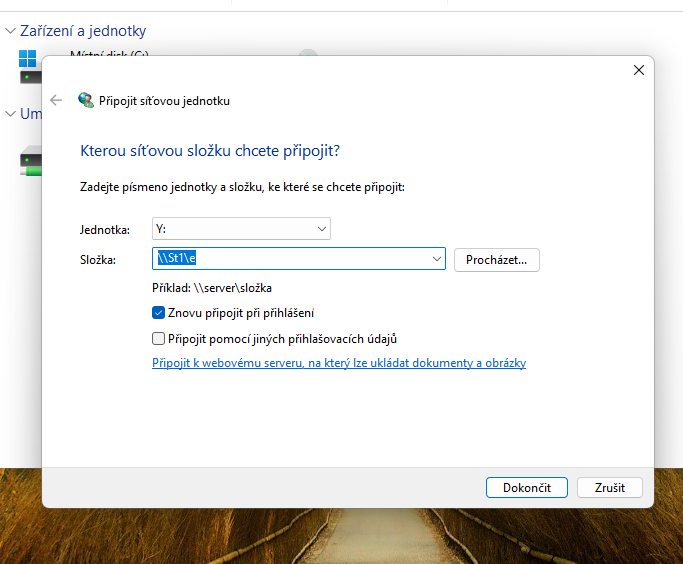 Zařízení a jednotky
Místní disk (C:)
Um
Připojit síťovou jednotku
Kterou síťovou složku chcete připojit?
Zadejte písmeno jednotky a složku, ke které se chcete připojit:
Jednotka: Y:
Složka: \\St1\e Procházet...
Příklad: \\server\složka
Znovu připojit při přihlášení
Připojit pomocí jiných přihlašovacích údajů
Připojit k webovému serveru, na který lze ukládat dokumenty a obrázky
Dokončit Zrušit